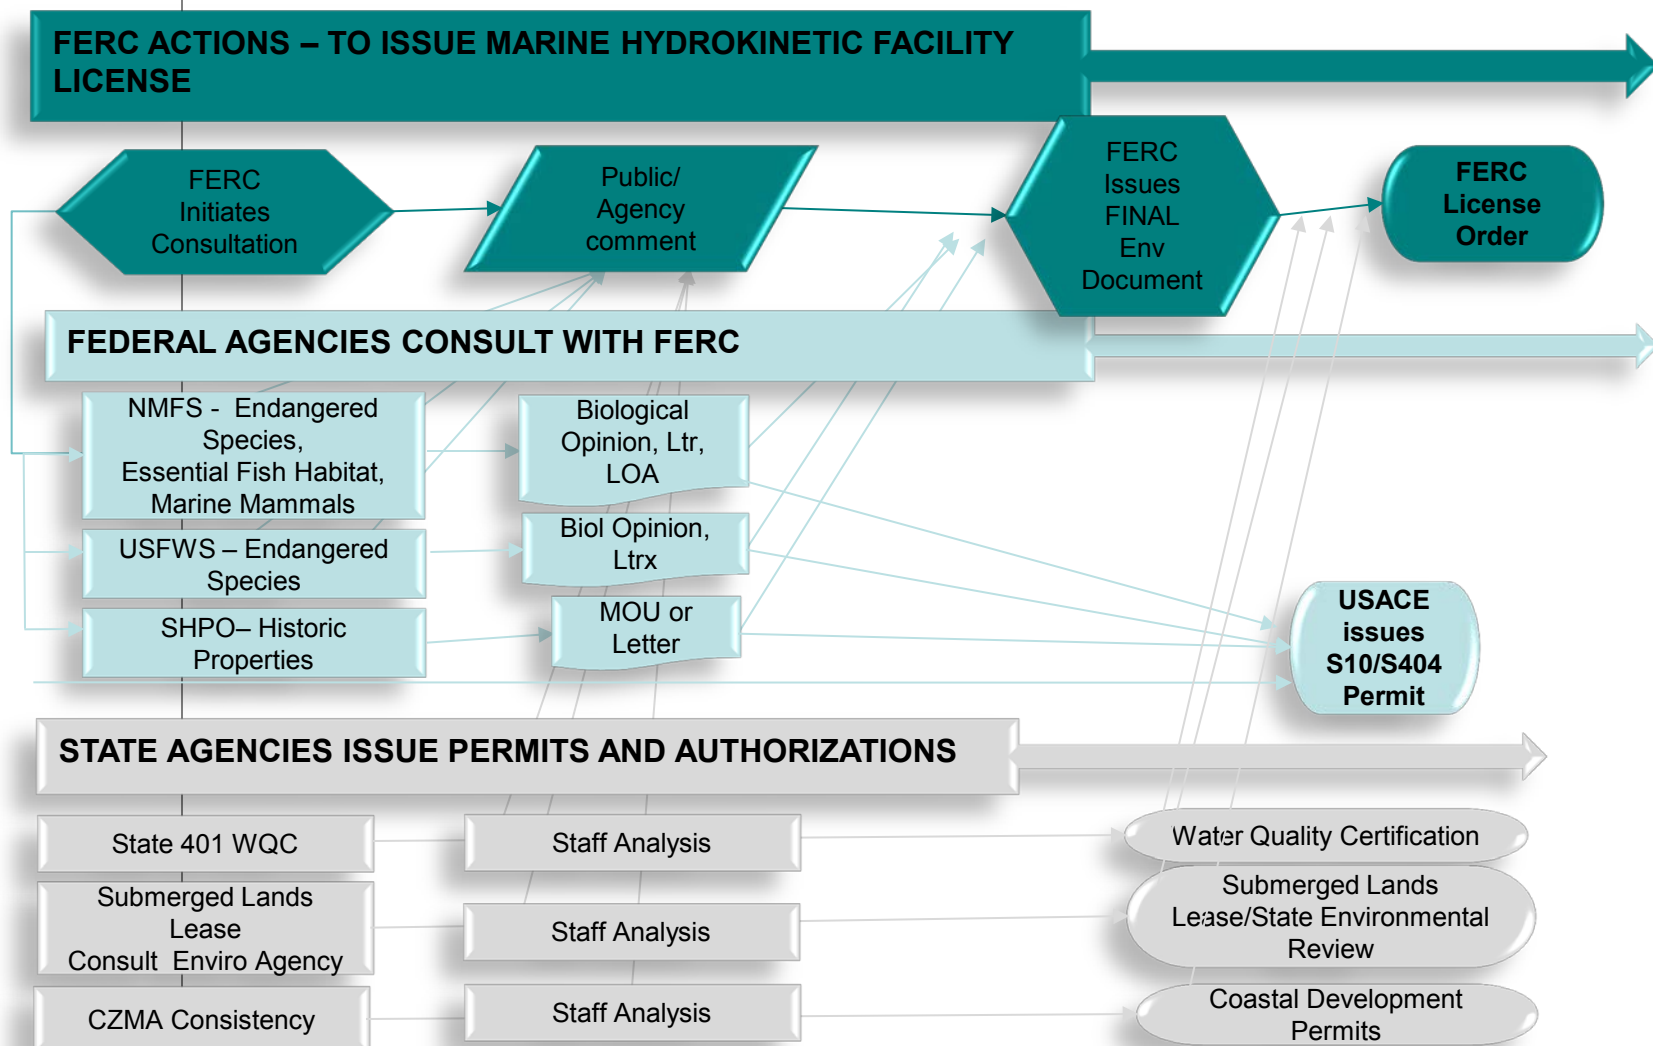 FERC ACTIONS – TO ISSUE MARINE HYDROKINETIC FACILITY
LICENSE
FERC
Initiates
Consultation
Public/
Agency
comment
FERC
Issues
FINAL
Env
Document
FERC
License
Order
FEDERAL AGENCIES CONSULT WITH FERC
NMFS - Endangered
Species,
Essential Fish Habitat,
Marine Mammals
Biological
Opinion, Ltr,
LOA
USFWS – Endangered
Species
Biol Opinion,
Ltrx
SHPO– Historic
Properties
MOU or
Letter
USACE
issues
S10/S404
Permit
STATE AGENCIES ISSUE PERMITS AND AUTHORIZATIONS
State 401 WQC
Staff Analysis
Water Quality Certification
Submerged Lands
Lease
Consult Enviro Agency
Staff Analysis
Submerged Lands
Lease/State Environmental
Review
CZMA Consistency
Staff Analysis
Coastal Development
Permits